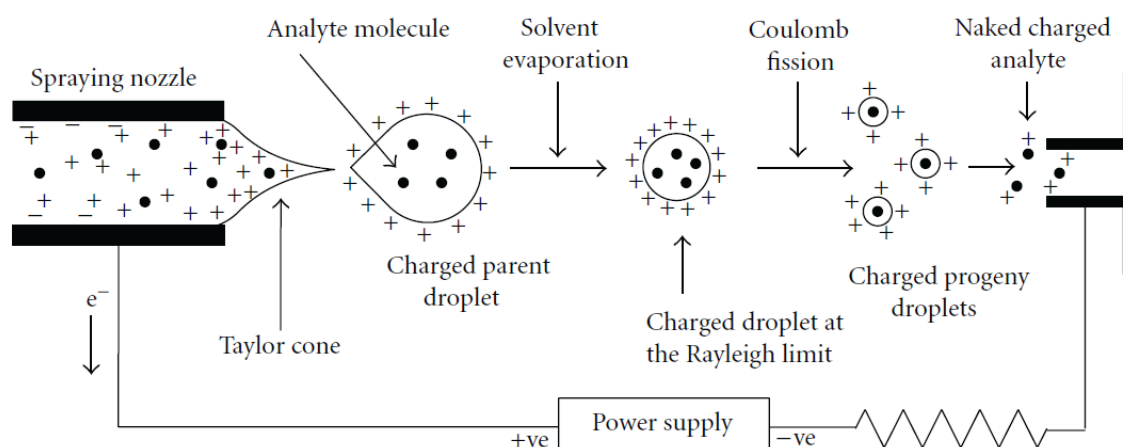 Analyte molecule
Solvent
evaporation
Coulomb
fission
Naked charged
analyte
Spraying nozzle
Charged parent
droplet
Charged progeny
droplets
e⁻
Taylor cone
Charged droplet at
the Rayleigh limit
Power supply
+ve
−ve